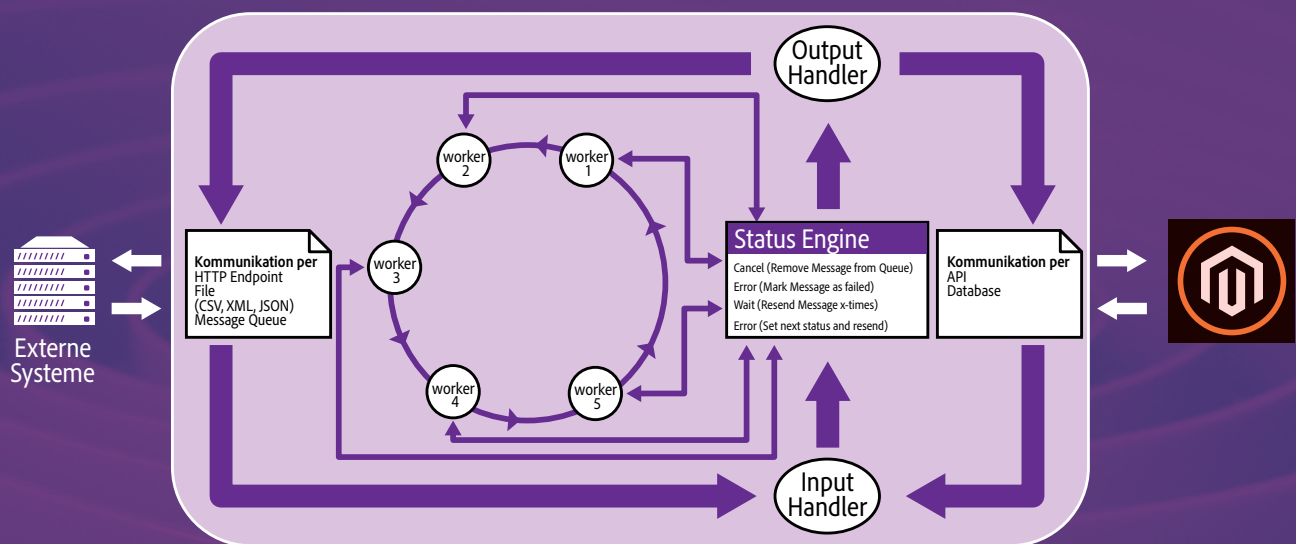 Output
Handler
worker
2
worker
1
worker
3
worker
4
worker
5
Externe
Systeme
Kommunikation per
HTTP Endpoint
File
(CSV, XML, JSON)
Message Queue
Status Engine
Cancel (Remove Message from Queue)
Error (Mark Message as failed)
Wait (Resend Message x-times)
Error (Set next status and resend)
Kommunikation per
API
Database
Input
Handler